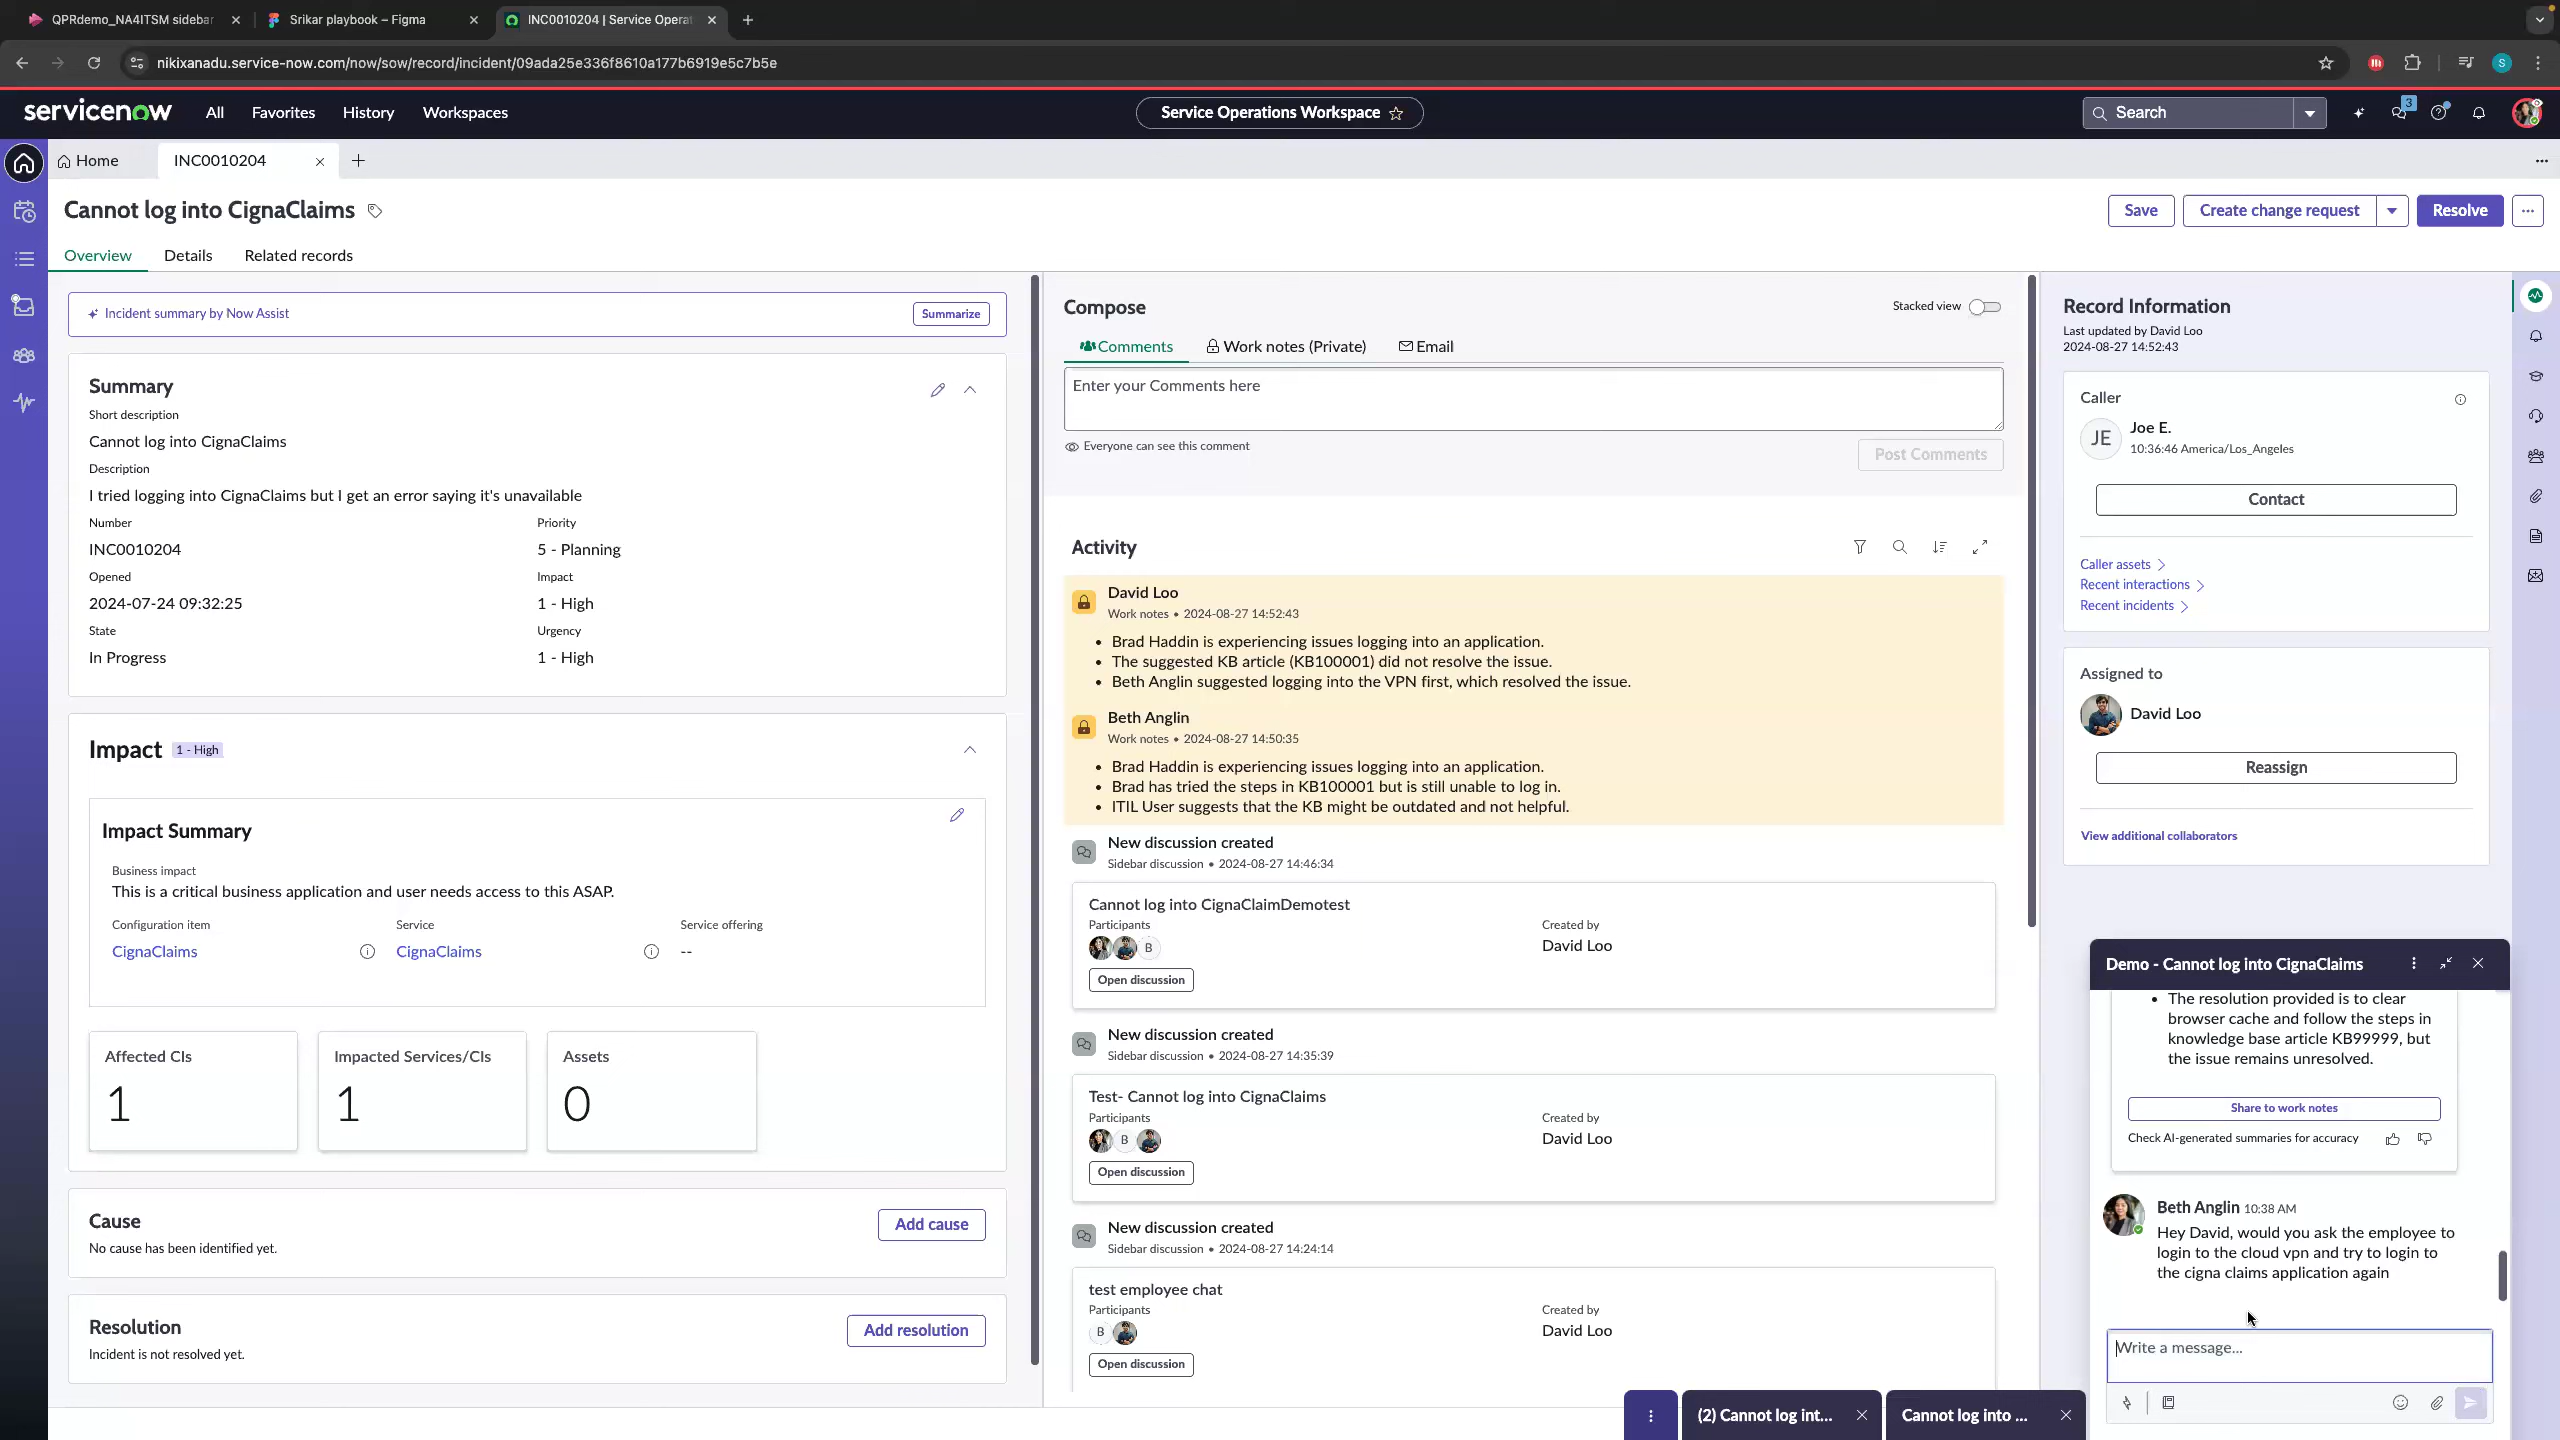 QPRdemo_NA4ITSM sidebar
Srikar playbook – Figma
INC0010204 | Service Opera
nikixanadu.service-now.com/now/sow/record/incident/09ada25e336f8610a177b6919e5c7b5e
S
servicenow
All
Favorites
History
Workspaces
Service Operations Workspace
Search
3
Home
INC0010204
Cannot log into CignaClaims
Save
Create change request
Resolve
Overview
Details
Related records
Incident summary by Now Assist
Summarize
Summary
Short description
Cannot log into CignaClaims
Description
I tried logging into CignaClaims but I get an error saying it's unavailable
Number
Priority
INC0010204
5 - Planning
Opened
Impact
2024-07-24 09:32:25
1 - High
State
Urgency
In Progress
1 - High
Impact
1 - High
Impact Summary
Business impact
This is a critical business application and user needs access to this ASAP.
Configuration item
Service
Service offering
CignaClaims
CignaClaims
--
Affected CIs
1
Impacted Services/CIs
1
Assets
0
Cause
No cause has been identified yet.
Add cause
Resolution
Incident is not resolved yet.
Add resolution
Compose
Stacked view
Comments
Work notes (Private)
Email
Enter your Comments here
Everyone can see this comment
Post Comments
Activity
David Loo
Work notes • 2024-08-27 14:52:43
• Brad Haddin is experiencing issues logging into an application.
• The suggested KB article (KB100001) did not resolve the issue.
• Beth Anglin suggested logging into the VPN first, which resolved the issue.
Beth Anglin
Work notes • 2024-08-27 14:50:35
• Brad Haddin is experiencing issues logging into an application.
• Brad has tried the steps in KB100001 but is still unable to log in.
• ITIL User suggests that the KB might be outdated and not helpful.
New discussion created
Sidebar discussion • 2024-08-27 14:46:34
Cannot log into CignaClaimDemotest
Participants
Created by
B
David Loo
Open discussion
New discussion created
Sidebar discussion • 2024-08-27 14:35:39
Test- Cannot log into CignaClaims
Participants
Created by
B
David Loo
Open discussion
New discussion created
Sidebar discussion • 2024-08-27 14:24:14
test employee chat
Participants
Created by
B
David Loo
Open discussion
Record Information
Last updated by David Loo
2024-08-27 14:52:43
Caller
JE
Joe E.
10:36:46 America/Los_Angeles
Contact
Caller assets
Recent interactions
Recent incidents
Assigned to
David Loo
Reassign
View additional collaborators
Demo - Cannot log into CignaClaims
• The resolution provided is to clear
browser cache and follow the steps in
knowledge base article KB99999, but
the issue remains unresolved.
Share to work notes
Check AI-generated summaries for accuracy
Beth Anglin 10:38 AM
Hey David, would you ask the employee to
login to the cloud vpn and try to login to
the cigna claims application again
Write a message...
(2) Cannot log int...
Cannot log into ...